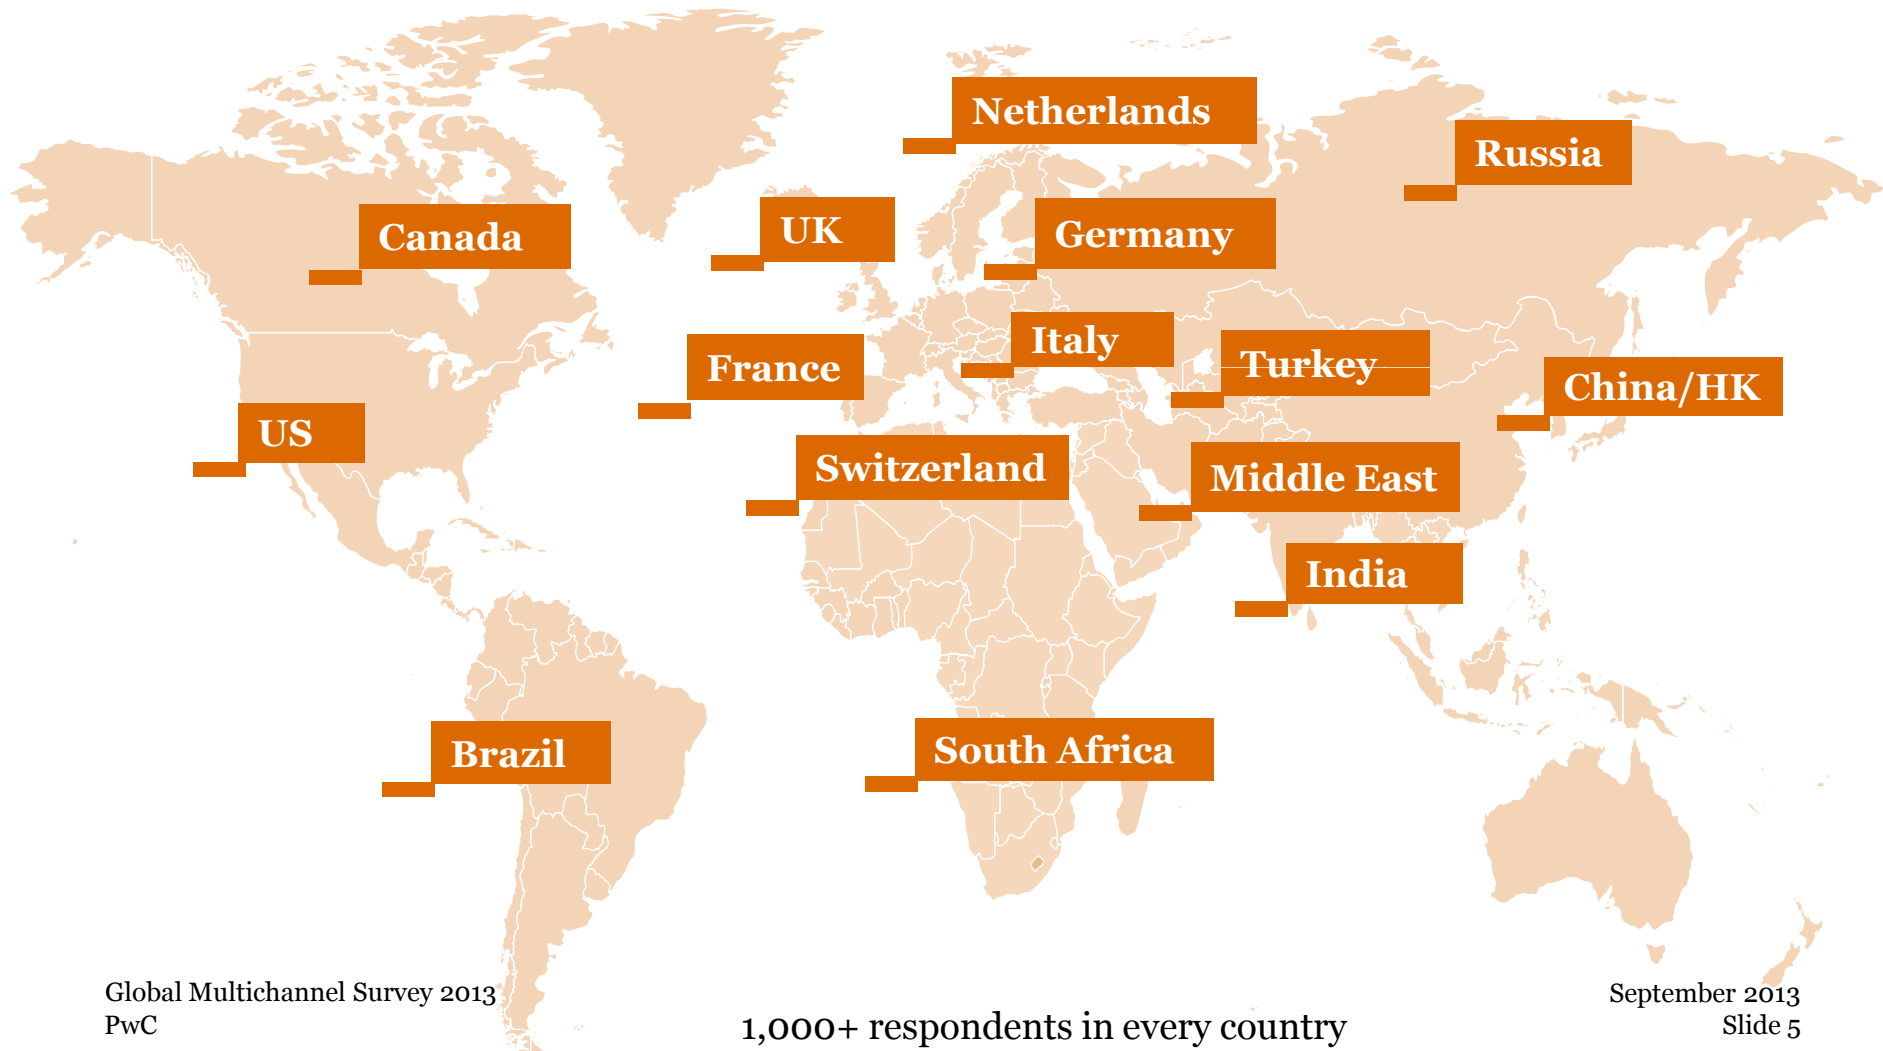 Netherlands
Russia
Canada
UK
Germany
Italy
France
Turkey
China/HK
US
Switzerland
Middle East
India
Brazil
South Africa
Global Multichannel Survey 2013
PwC
1,000+ respondents in every country
September 2013
Slide 5